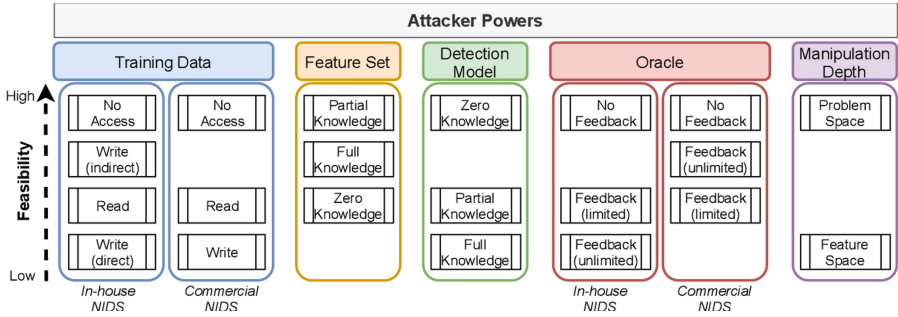 Attacker Powers
Training Data
Feature Set
Detection
Model
Oracle
Manipulation
Depth
High
Feasibility
Low
No
Access
Write
(indirect)
Read
Write
(direct)
In-house
NIDS
No
Access
Read
Write
Commercial
NIDS
Partial
Knowledge
Full
Knowledge
Zero
Knowledge
Zero
Knowledge
Partial
Knowledge
Full
Knowledge
No
Feedback
Feedback
(limited)
Feedback
(unlimited)
In-house
NIDS
No
Feedback
Feedback
(unlimited)
Feedback
(limited)
Commercial
NIDS
Problem
Space
Feature
Space